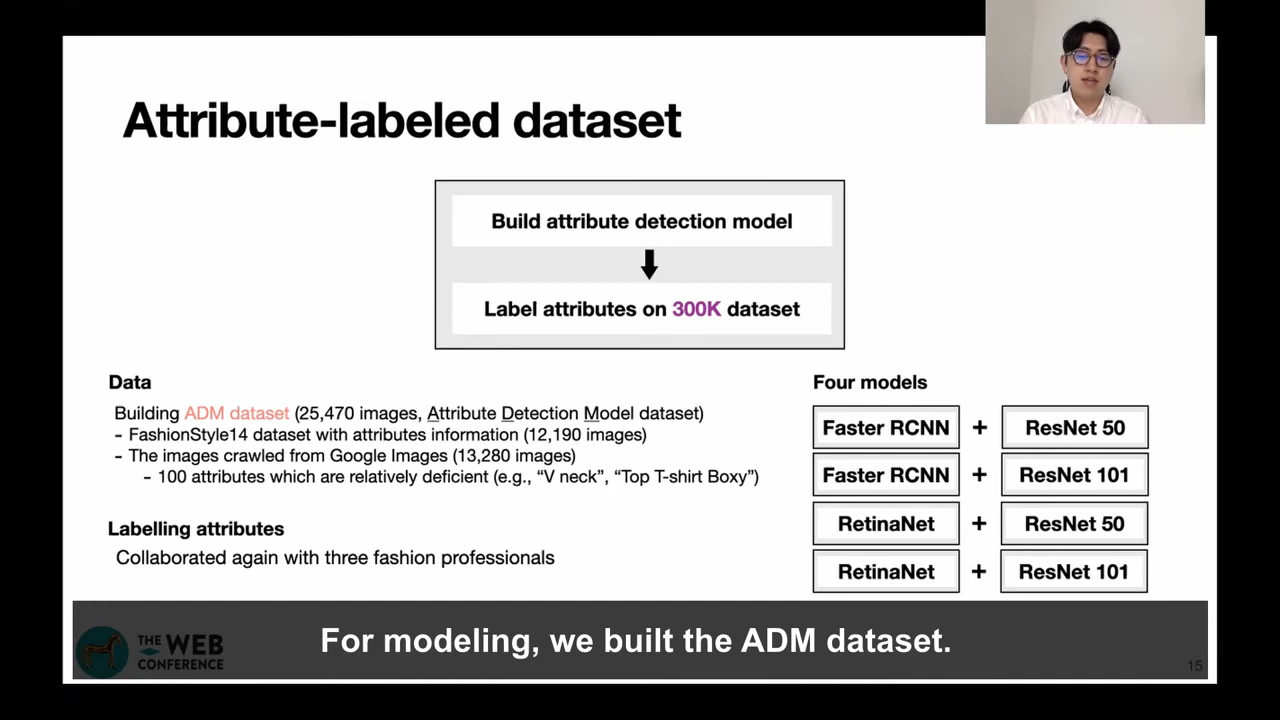 Attribute-labeled dataset
Build attribute detection model
Label attributes on 300K dataset
Data
Building ADM dataset (25,470 images, Attribute Detection Model dataset)
- FashionStyle14 dataset with attributes information (12,190 images)
- The images crawled from Google Images (13,280 images)
- 100 attributes which are relatively deficient (e.g., “V neck”, “Top T-shirt Boxy”)
Labelling attributes
Collaborated again with three fashion professionals
Four models
Faster RCNN + ResNet 50
Faster RCNN + ResNet 101
RetinaNet + ResNet 50
RetinaNet + ResNet 101
THE WEB
CONFERENCE
For modeling, we built the ADM dataset.
15